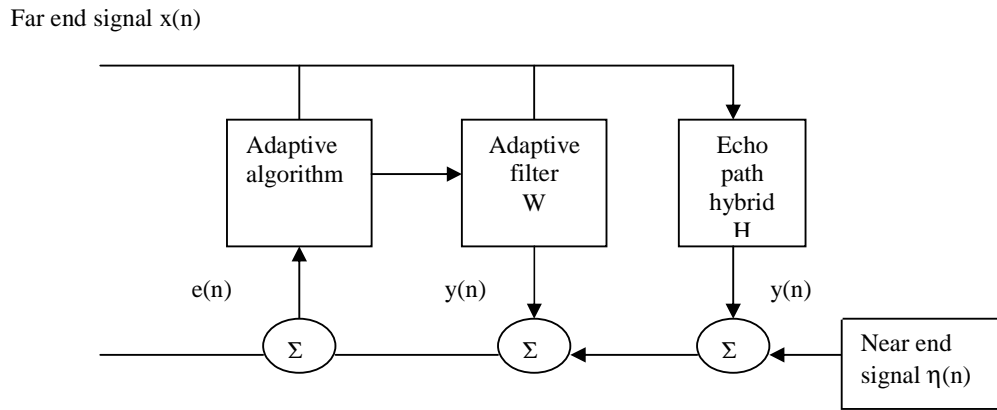 Far end signal x(n)
Adaptive
algorithm
Adaptive
filter
W
Echo
path
hybrid
H
e(n)
y(n)
y(n)
Σ
Σ
Σ
Near end
signal η(n)